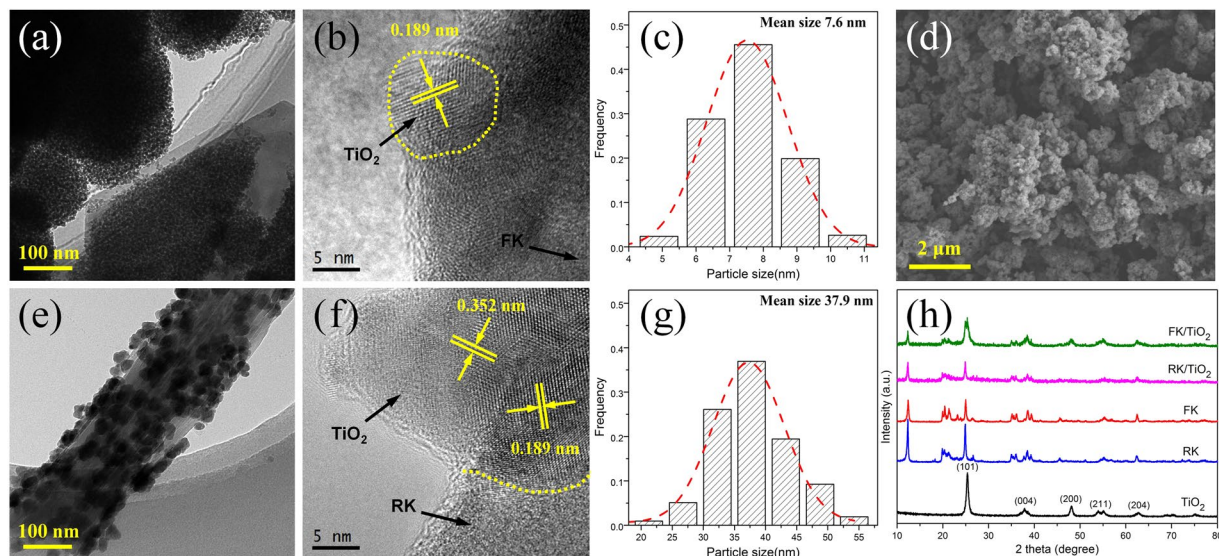 (a)
100 nm
(b)
0.189 nm
TiO2
FK
5 nm
(c)
Mean size 7.6 nm
Frequency
0.5
0.4
0.3
0.2
0.1
0.0
4 5 6 7 8 9 10 11
Particle size(nm)
(d)
2 μm
(e)
100 nm
(f)
0.352 nm
TiO2
0.189 nm
RK
5 nm
(g)
Mean size 37.9 nm
Frequency
0.5
0.4
0.3
0.2
0.1
0.0
20 25 30 35 40 45 50 55
Particle size(nm)
(h)
Intensity (a.u.)
FK/TiO2
RK/TiO2
FK
RK
(101)
(004)
(200)
(211)
(204)
TiO2
10 20 30 40 50 60 70 80
2 theta (degree)